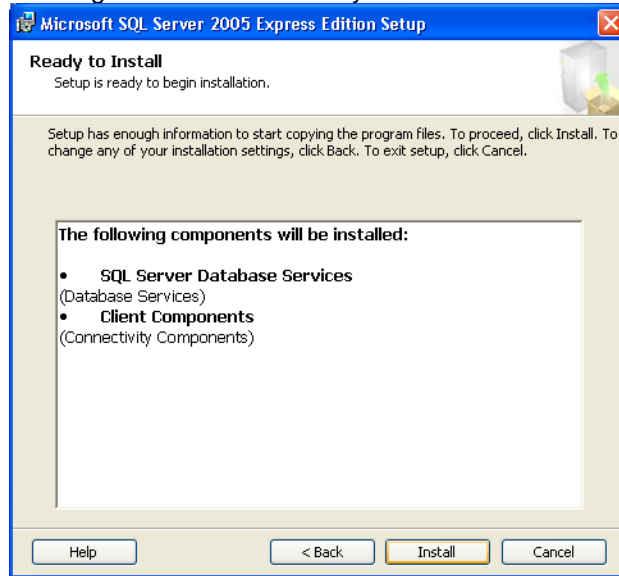 Microsoft SQL Server 2005 Express Edition Setup
Ready to Install
Setup is ready to begin installation.
Setup has enough information to start copying the program files. To proceed, click Install. To
change any of your installation settings, click Back. To exit setup, click Cancel.
The following components will be installed:
• SQL Server Database Services
(Database Services)
• Client Components
(Connectivity Components)
Help
< Back
Install
Cancel